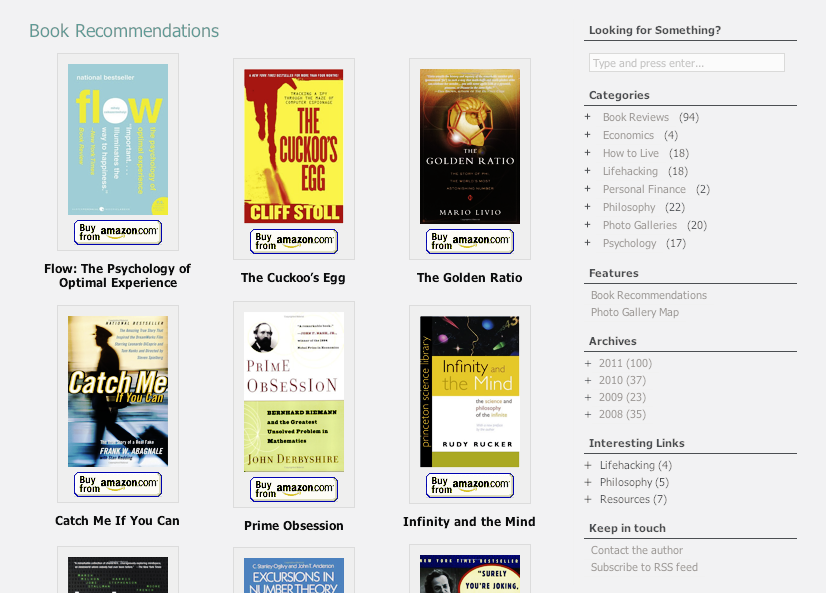 Book Recommendations
national bestseller
flow
the psychology of
optimal experience
"Important...
illuminates the
way to happiness."
—New York Times
Book Review
Buy
from amazon.com
Flow: The Psychology of
Optimal Experience
TRACKING A SPY
THROUGH THE MAZE OF
COMPUTER ESPIONAGE
THE
CUCKOO'S
EGG
CLIFF STOLL
Buy
from amazon.com
The Cuckoo's Egg
THE
GOLDEN RATIO
THE STORY OF PHI,
THE WORLD'S MOST
ASTONISHING NUMBER
MARIO LIVIO
Buy
from amazon.com
The Golden Ratio
NATIONAL BESTSELLER
Catch Me
If You Can
The True Story of a Real Fake
FRANK W. ABAGNALE
Buy
from amazon.com
Catch Me If You Can
"A remarkable book."
PRIME
OBSESSION
BERNHARD RIEMANN
and the Greatest
Unsolved Problem in
Mathematics
JOHN DERBYSHIRE
Buy
from amazon.com
Prime Obsession
princeton science library
Infinity and
the Mind
the science and
philosophy
of the infinite
RUDY RUCKER
Buy
from amazon.com
Infinity and the Mind
C. Stanley Ogilvy and John T. Anderson
EXCURSIONS IN
NUMBER THEORY
NEW YORK TIMES BESTSELLER
"SURELY
YOU'RE JOKING,
Looking for Something?
Type and press enter...
Categories
+ Book Reviews (94)
+ Economics (4)
+ How to Live (18)
+ Lifehacking (18)
+ Personal Finance (2)
+ Philosophy (22)
+ Photo Galleries (20)
+ Psychology (17)
Features
Book Recommendations
Photo Gallery Map
Archives
+ 2011 (100)
+ 2010 (37)
+ 2009 (23)
+ 2008 (35)
Interesting Links
+ Lifehacking (4)
+ Philosophy (5)
+ Resources (7)
Keep in touch
Contact the author
Subscribe to RSS feed